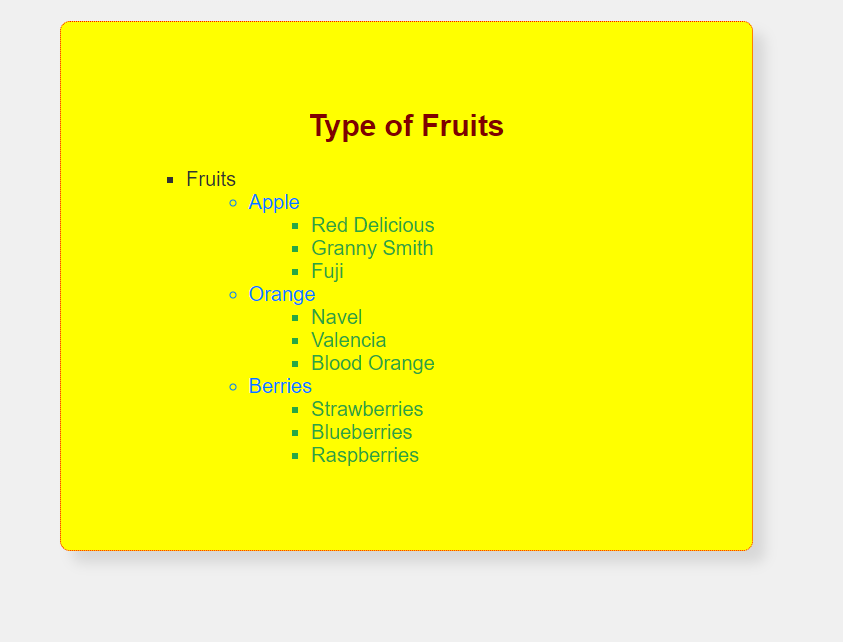 Type of Fruits
Fruits
Apple
Red Delicious
Granny Smith
Fuji
Orange
Navel
Valencia
Blood Orange
Berries
Strawberries
Blueberries
Raspberries